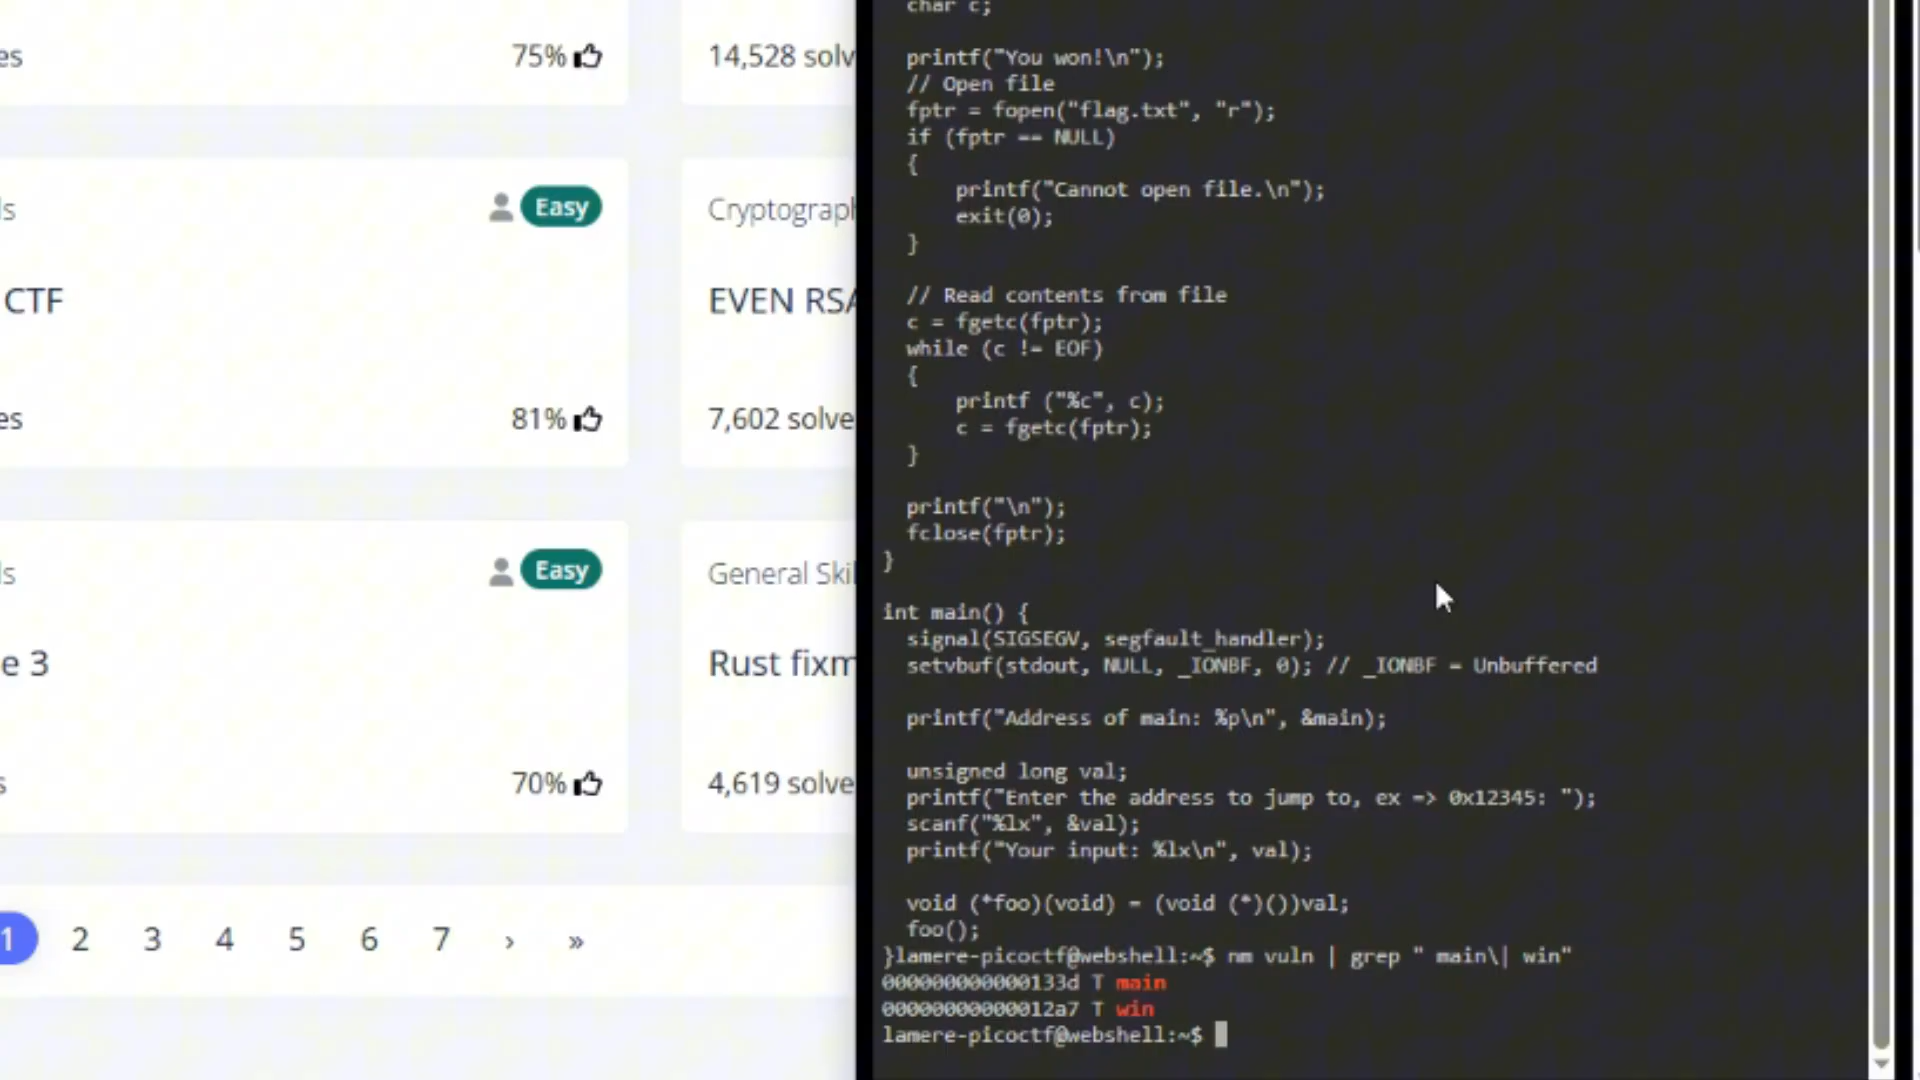 es
75%
14,528 solv
ls
Easy
Cryptograph
CTF
EVEN RSA
es
81%
7,602 solve
ls
Easy
General Skil
e 3
Rust fixm
s
70%
4,619 solve
1 2 3 4 5 6 7 › »
char c;
printf("You won!\n");
// Open file
fptr = fopen("flag.txt", "r");
if (fptr == NULL)
{
printf("Cannot open file.\n");
exit(0);
}
// Read contents from file
c = fgetc(fptr);
while (c != EOF)
{
printf ("%c", c);
c = fgetc(fptr);
}
printf("\n");
fclose(fptr);
}
int main() {
signal(SIGSEGV, segfault_handler);
setvbuf(stdout, NULL, _IONBF, 0); // _IONBF = Unbuffered
printf("Address of main: %p\n", &main);
unsigned long val;
printf("Enter the address to jump to, ex => 0x12345: ");
scanf("%lx", &val);
printf("Your input: %lx\n", val);
void (*foo)(void) = (void (*)())val;
foo();
}lamere-picoctf@webshell:~$ nm vuln | grep " main\| win"
000000000000133d T main
00000000000012a7 T win
lamere-picoctf@webshell:~$